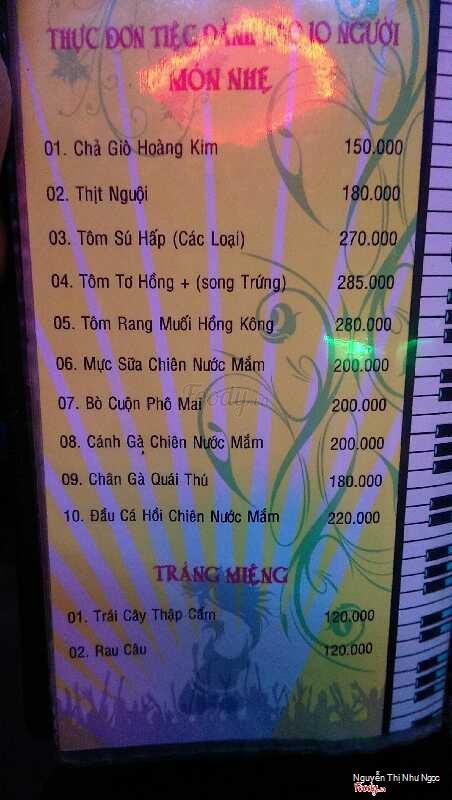 THỰC ĐƠN TIỆC DÀNH CHO 10 NGƯỜI
MÓN NHẸ
01. Chả Giò Hoàng Kim 150.000
02. Thịt Nguội 180.000
03. Tôm Sú Hấp (Các Loại) 270.000
04. Tôm Tơ Hồng + (song Trứng) 285.000
05. Tôm Rang Muối Hồng Kông 280.000
06. Mực Sữa Chiên Nước Mắm 200.000
07. Bò Cuộn Phô Mai 200.000
08. Cánh Gà Chiên Nước Mắm 200.000
09. Chân Gà Quái Thú 180.000
10. Đầu Cá Hồi Chiên Nước Mắm 220.000
TRÁNG MIỆNG
01. Trái Cây Thập Cẩm 120.000
02. Rau Câu 120.000
Foody.vn
Nguyễn Thị Như Ngọc
Foody.vn